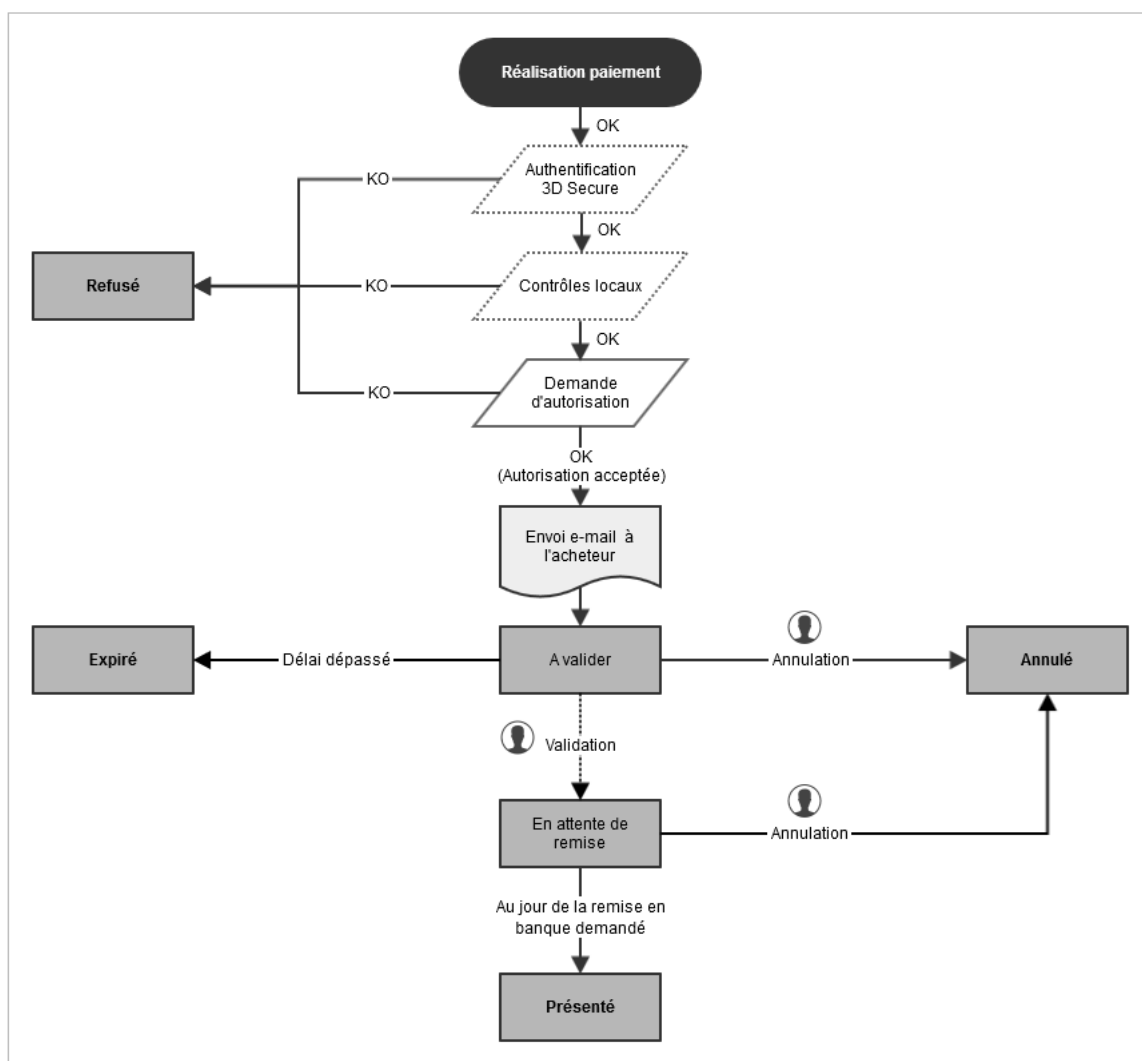 Réalisation paiement
OK
Authentification
3D Secure
KO
OK
Refusé
KO
Contrôles locaux
OK
KO
Demande
d'autorisation
OK
(Autorisation acceptée)
Envoi e-mail à
l'acheteur
Expiré
Délai dépassé
A valider
Annulation
Annulé
Validation
En attente de
remise
Annulation
Au jour de la remise en
banque demandé
Présenté